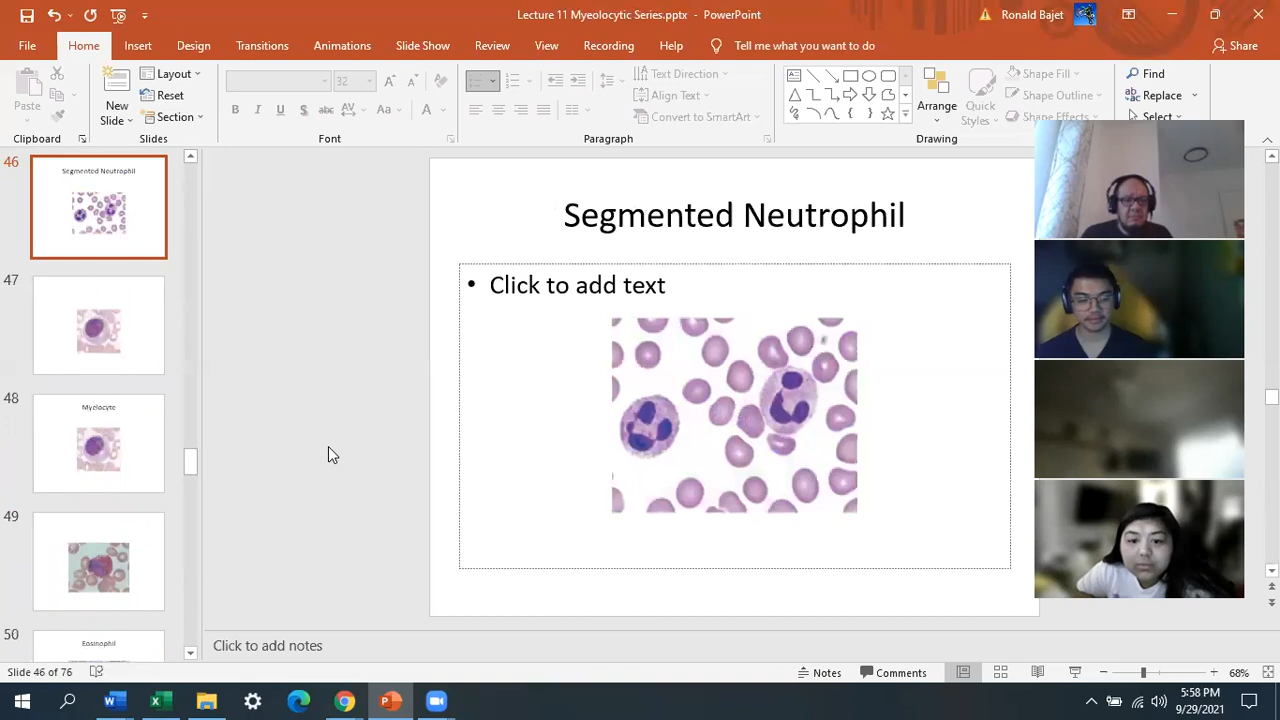 Lecture 11 Myeolocytic Series.pptx - PowerPoint
Ronald Bajet
File Home Insert Design Transitions Animations Slide Show Review View Recording Help Tell me what you want to do Share
Paste
Clipboard
New Slide
Layout
Reset
Section
Slides
32
B I U S abc AV Aa A
Font
Text Direction
Align Text
Convert to SmartArt
Paragraph
Arrange
Quick Styles
Shape Fill
Shape Outline
Shape Effects
Drawing
Find
Replace
Select
46
Segmented Neutrophil
47
48
Myelocyte
49
50
Eosinophil
Segmented Neutrophil
• Click to add text
Click to add notes
Slide 46 of 76
Notes Comments 68%
5:58 PM
9/29/2021